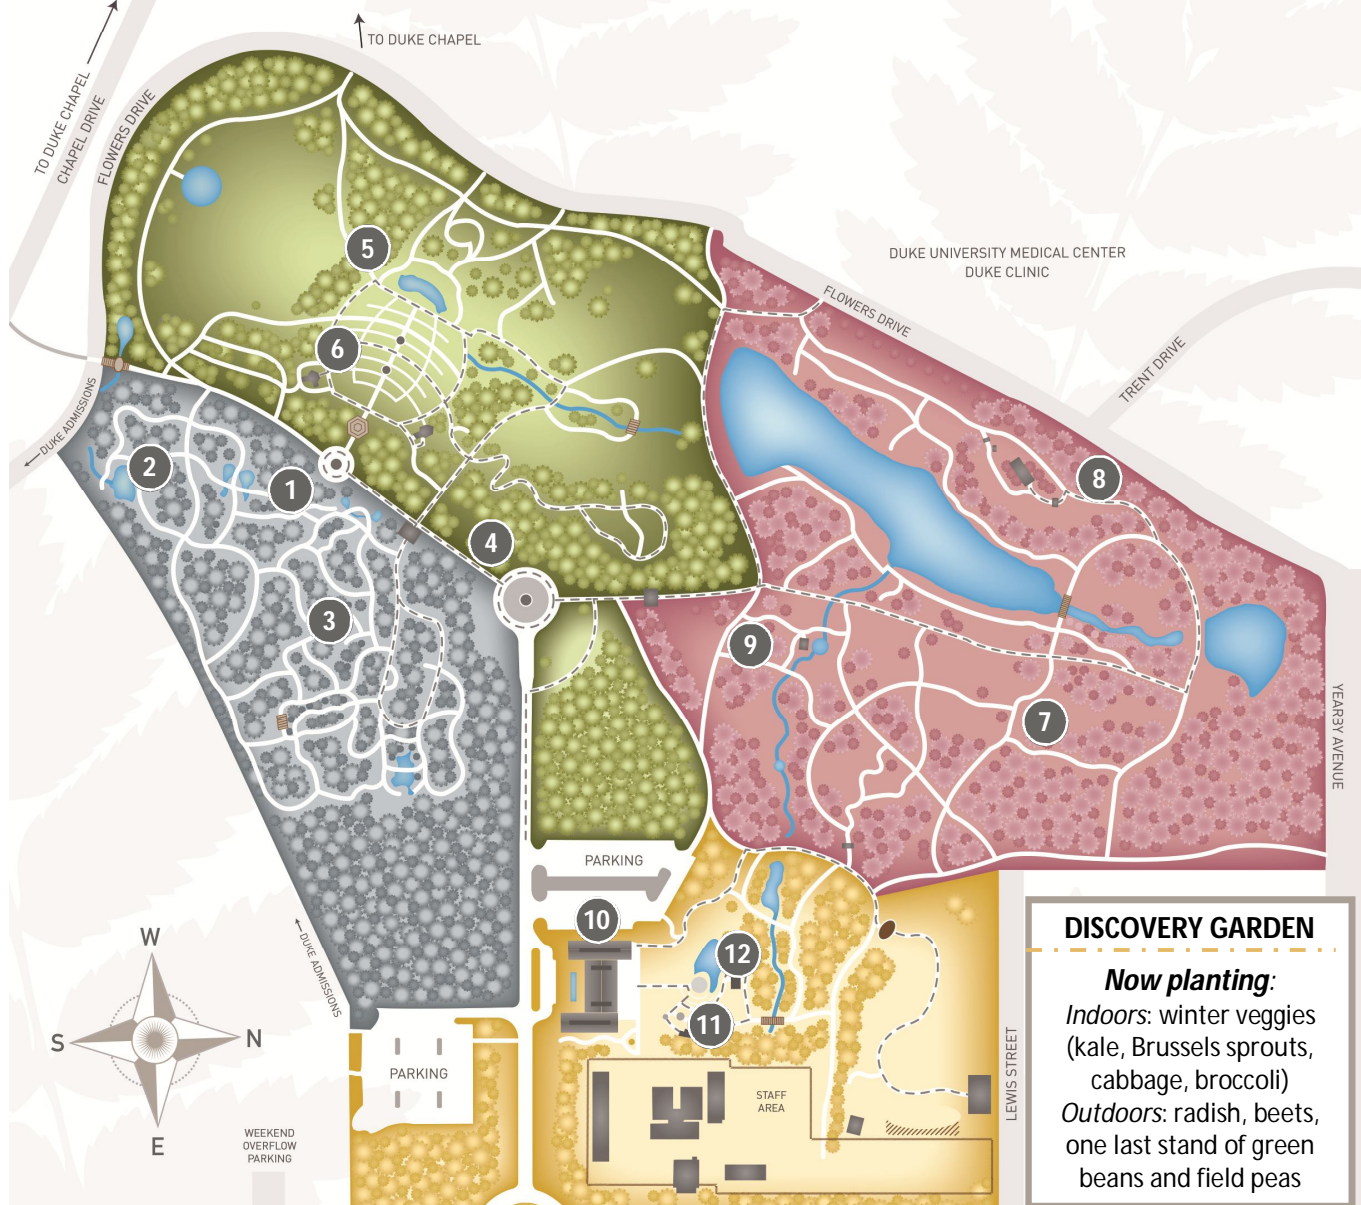 TO DUKE CHAPEL
TO DUKE CHAPEL
CHAPEL DRIVE
FLOWERS DRIVE
5
DUKE UNIVERSITY MEDICAL CENTER
DUKE CLINIC
FLOWERS DRIVE
6
TRENT DRIVE
DUKE ADMISSIONS
2
1
8
4
3
9
7
YEARBY AVENUE
PARKING
10
DISCOVERY GARDEN
Now planting:
Indoors: winter veggies
(kale, Brussels sprouts,
cabbage, broccoli)
Outdoors: radish, beets,
one last stand of green
beans and field peas
12
11
DUKE ADMISSIONS
W
S
N
E
PARKING
STAFF
AREA
LEWIS STREET
WEEKEND
OVERFLOW
PARKING